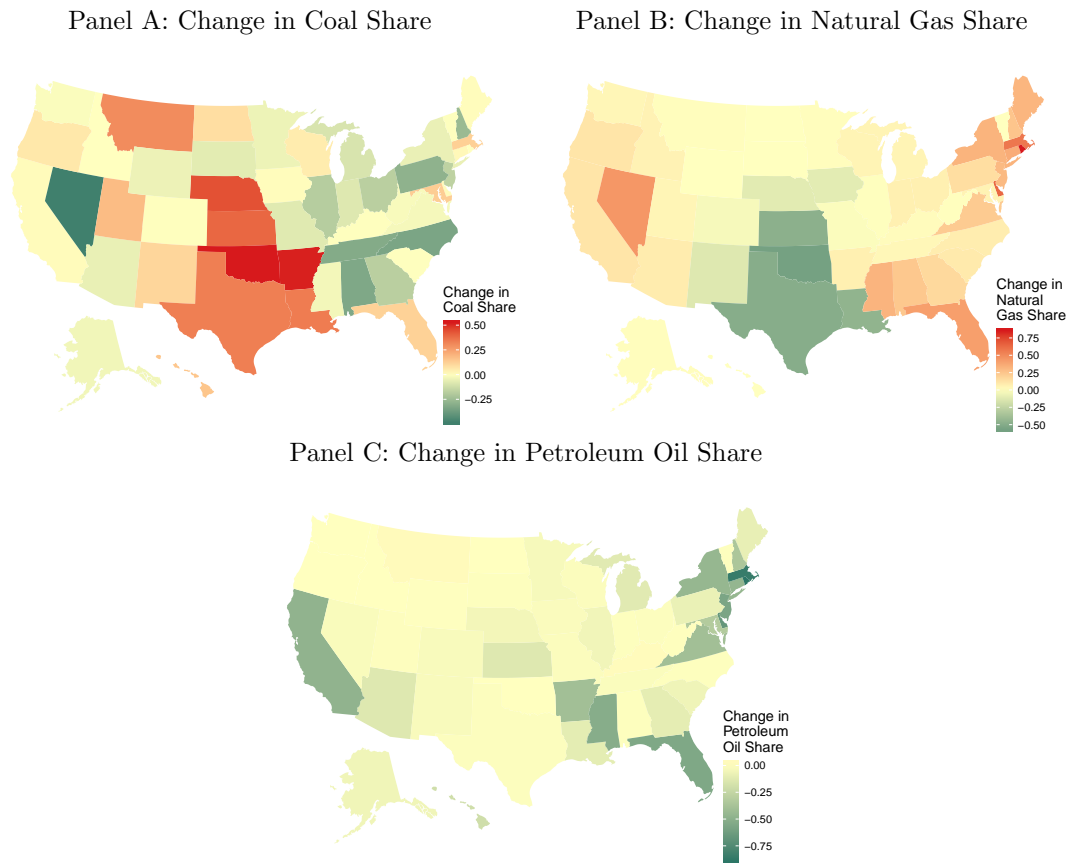 Panel A: Change in Coal Share
Panel B: Change in Natural Gas Share
Change in
Coal Share
0.50
0.25
0.00
−0.25
Change in
Natural
Gas Share
0.75
0.50
0.25
0.00
−0.25
−0.50
Panel C: Change in Petroleum Oil Share
Change in
Petroleum
Oil Share
0.00
−0.25
−0.50
−0.75